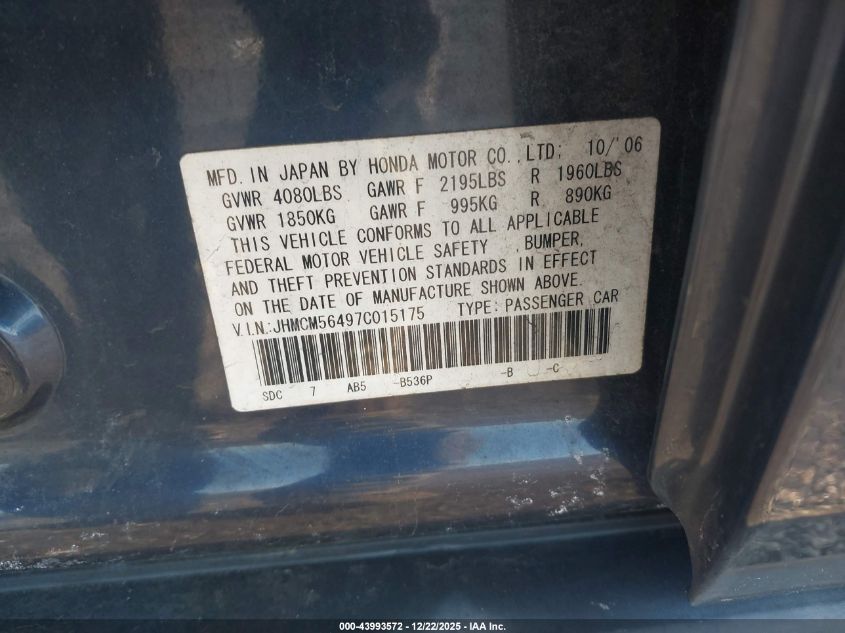 MFD. IN JAPAN BY HONDA MOTOR CO., LTD: 10/'06
GVWR 4080LBS GAWR F 2195LBS R 1960LBS
GVWR 1850KG GAWR F 995KG R 890KG
THIS VEHICLE CONFORMS TO ALL APPLICABLE
FEDERAL MOTOR VEHICLE SAFETY , BUMPER,
AND THEFT PREVENTION STANDARDS IN EFFECT
ON THE DATE OF MANUFACTURE SHOWN ABOVE.
V.I.N.:JHMCM56497C015175 TYPE: PASSENGER CAR
SDC 7 AB5 -B536P -B -C
000-43993572 • 12/22/2025 - IAA Inc.